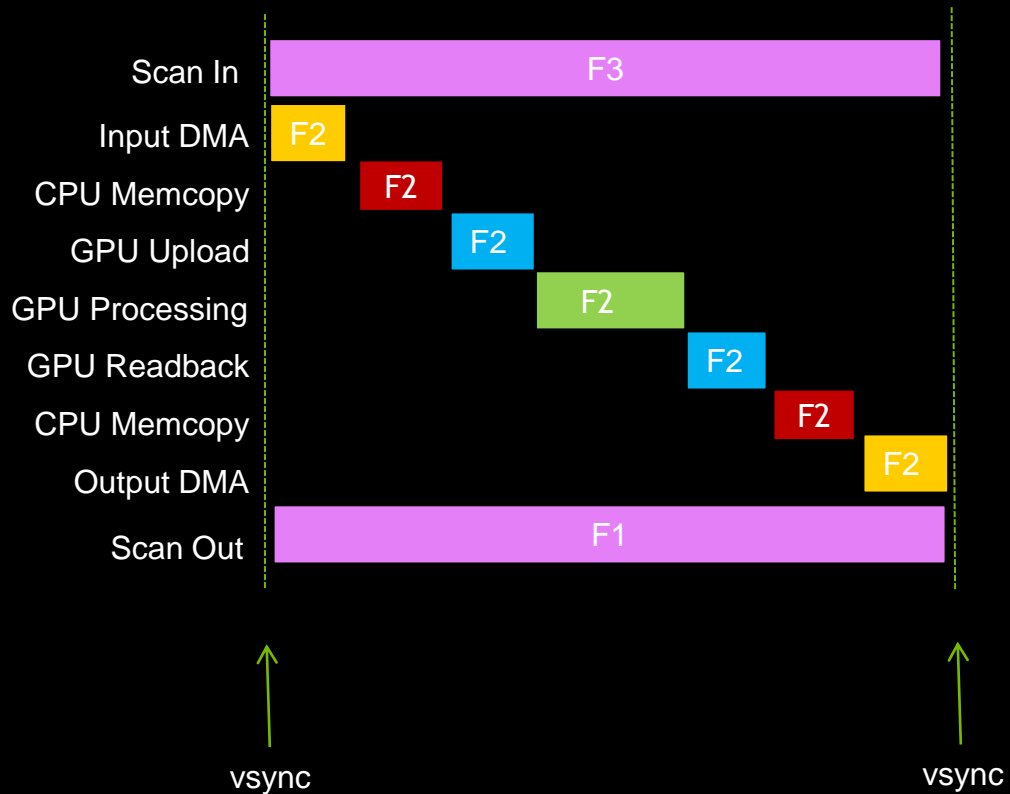 Scan In
F3
Input DMA
F2
CPU Memcopy
F2
GPU Upload
F2
GPU Processing
F2
GPU Readback
F2
CPU Memcopy
F2
Output DMA
F2
Scan Out
F1
vsync
vsync